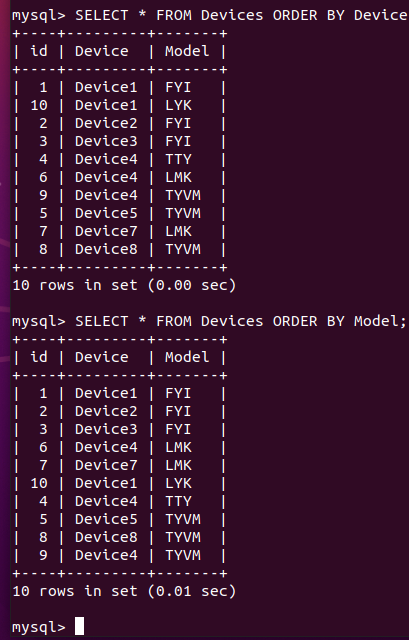 mysql> SELECT * FROM Devices ORDER BY Device
+----+---------+-------+
| id | Device  | Model |
+----+---------+-------+
|  1 | Device1 | FYI   |
| 10 | Device1 | LYK   |
|  2 | Device2 | FYI   |
|  3 | Device3 | FYI   |
|  4 | Device4 | TTY   |
|  6 | Device4 | LMK   |
|  9 | Device4 | TYVM  |
|  5 | Device5 | TYVM  |
|  7 | Device7 | LMK   |
|  8 | Device8 | TYVM  |
+----+---------+-------+
10 rows in set (0.00 sec)

mysql> SELECT * FROM Devices ORDER BY Model;
+----+---------+-------+
| id | Device  | Model |
+----+---------+-------+
|  1 | Device1 | FYI   |
|  2 | Device2 | FYI   |
|  3 | Device3 | FYI   |
|  6 | Device4 | LMK   |
|  7 | Device7 | LMK   |
| 10 | Device1 | LYK   |
|  4 | Device4 | TTY   |
|  5 | Device5 | TYVM  |
|  8 | Device8 | TYVM  |
|  9 | Device4 | TYVM  |
+----+---------+-------+
10 rows in set (0.01 sec)

mysql>